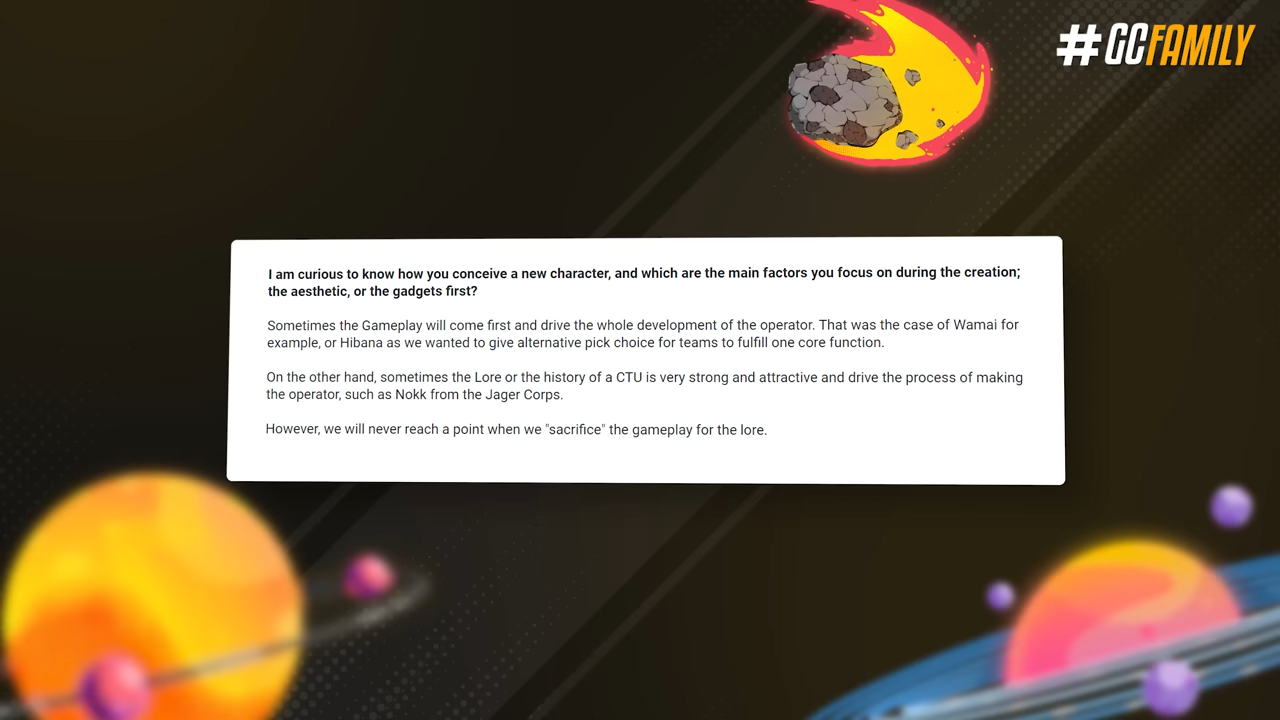 #GCFAMILY
I am curious to know how you conceive a new character, and which are the main factors you focus on during the creation;
the aesthetic, or the gadgets first?
Sometimes the Gameplay will come first and drive the whole development of the operator. That was the case of Wamai for
example, or Hibana as we wanted to give alternative pick choice for teams to fulfill one core function.
On the other hand, sometimes the Lore or the history of a CTU is very strong and attractive and drive the process of making
the operator, such as Nokk from the Jager Corps.
However, we will never reach a point when we "sacrifice" the gameplay for the lore.